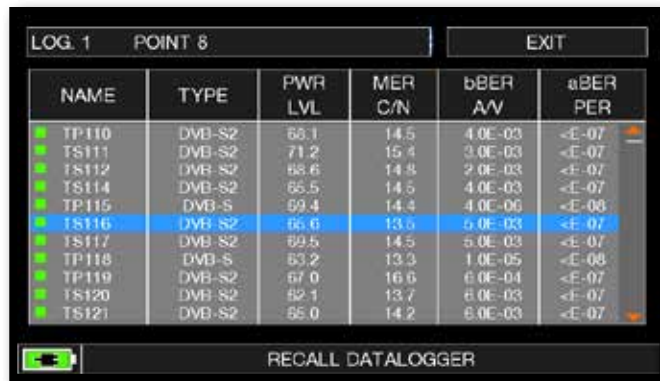 LOG. 1 POINT 8 EXIT
NAME TYPE PWR LVL MER C/N bBER A/V aBER PER
TP110 DVB-S2 68.1 14.5 4.0E-03 <E-07
TS111 DVB-S2 71.2 15.4 3.0E-03 <E-07
TS112 DVB-S2 68.6 14.8 2.0E-03 <E-07
TS114 DVB-S2 65.5 14.5 4.0E-03 <E-07
TP115 DVB-S 69.4 14.4 4.0E-06 <E-08
TS116 DVB-S2 65.6 13.5 5.0E-03 <E-07
TS117 DVB-S2 69.5 14.5 5.0E-03 <E-07
TP118 DVB-S 63.2 13.3 1.0E-05 <E-08
TP119 DVB-S2 67.0 16.6 6.0E-04 <E-07
TS120 DVB-S2 62.1 13.7 6.0E-03 <E-07
TS121 DVB-S2 65.0 14.2 6.0E-03 <E-07
RECALL DATALOGGER